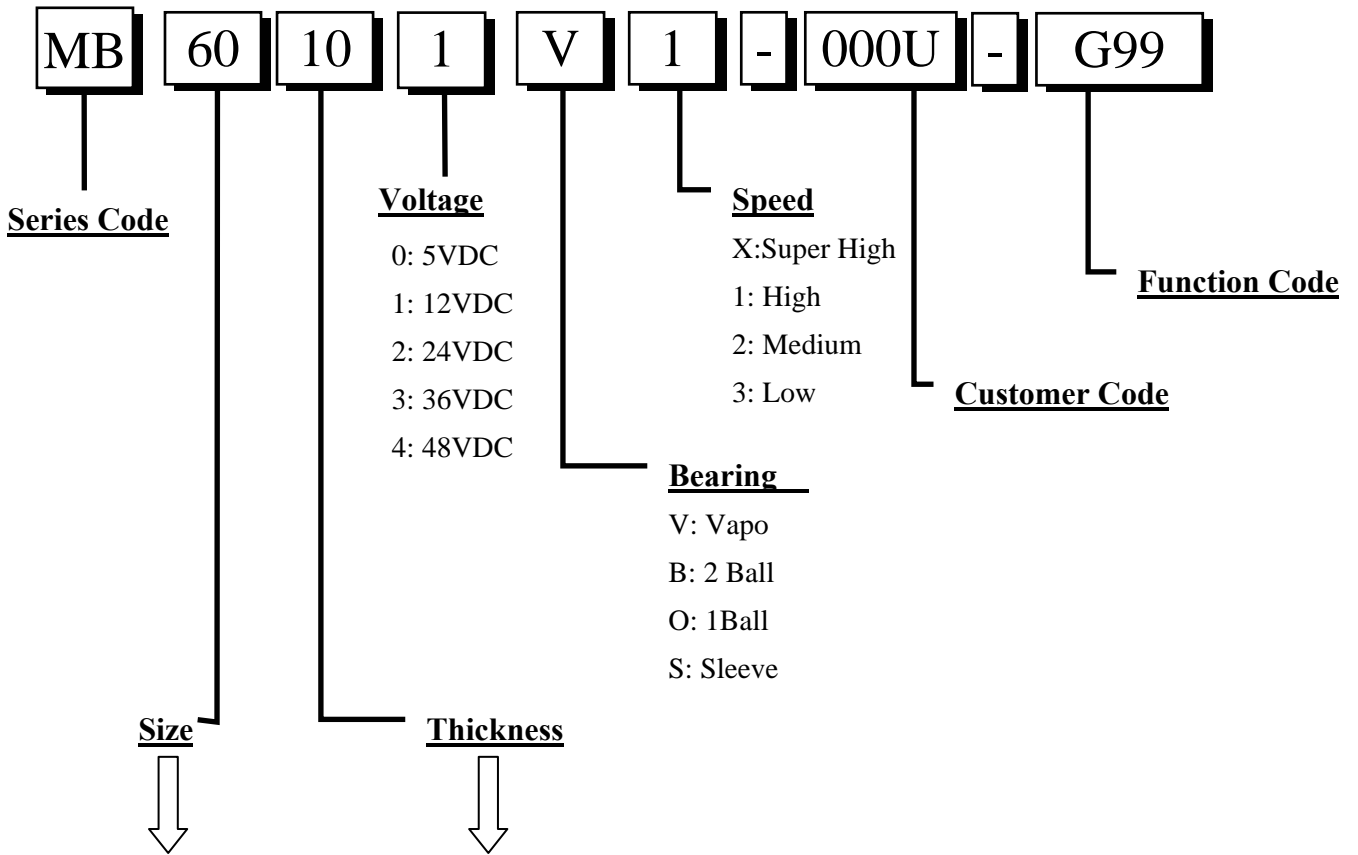 MB 60 10 1 V 1 - 000U - G99
Series Code
Voltage
0: 5VDC
1: 12VDC
2: 24VDC
3: 36VDC
4: 48VDC
Speed
X:Super High
1: High
2: Medium
3: Low
Function Code
Customer Code
Bearing
V: Vapo
B: 2 Ball
O: 1Ball
S: Sleeve
Size
Thickness